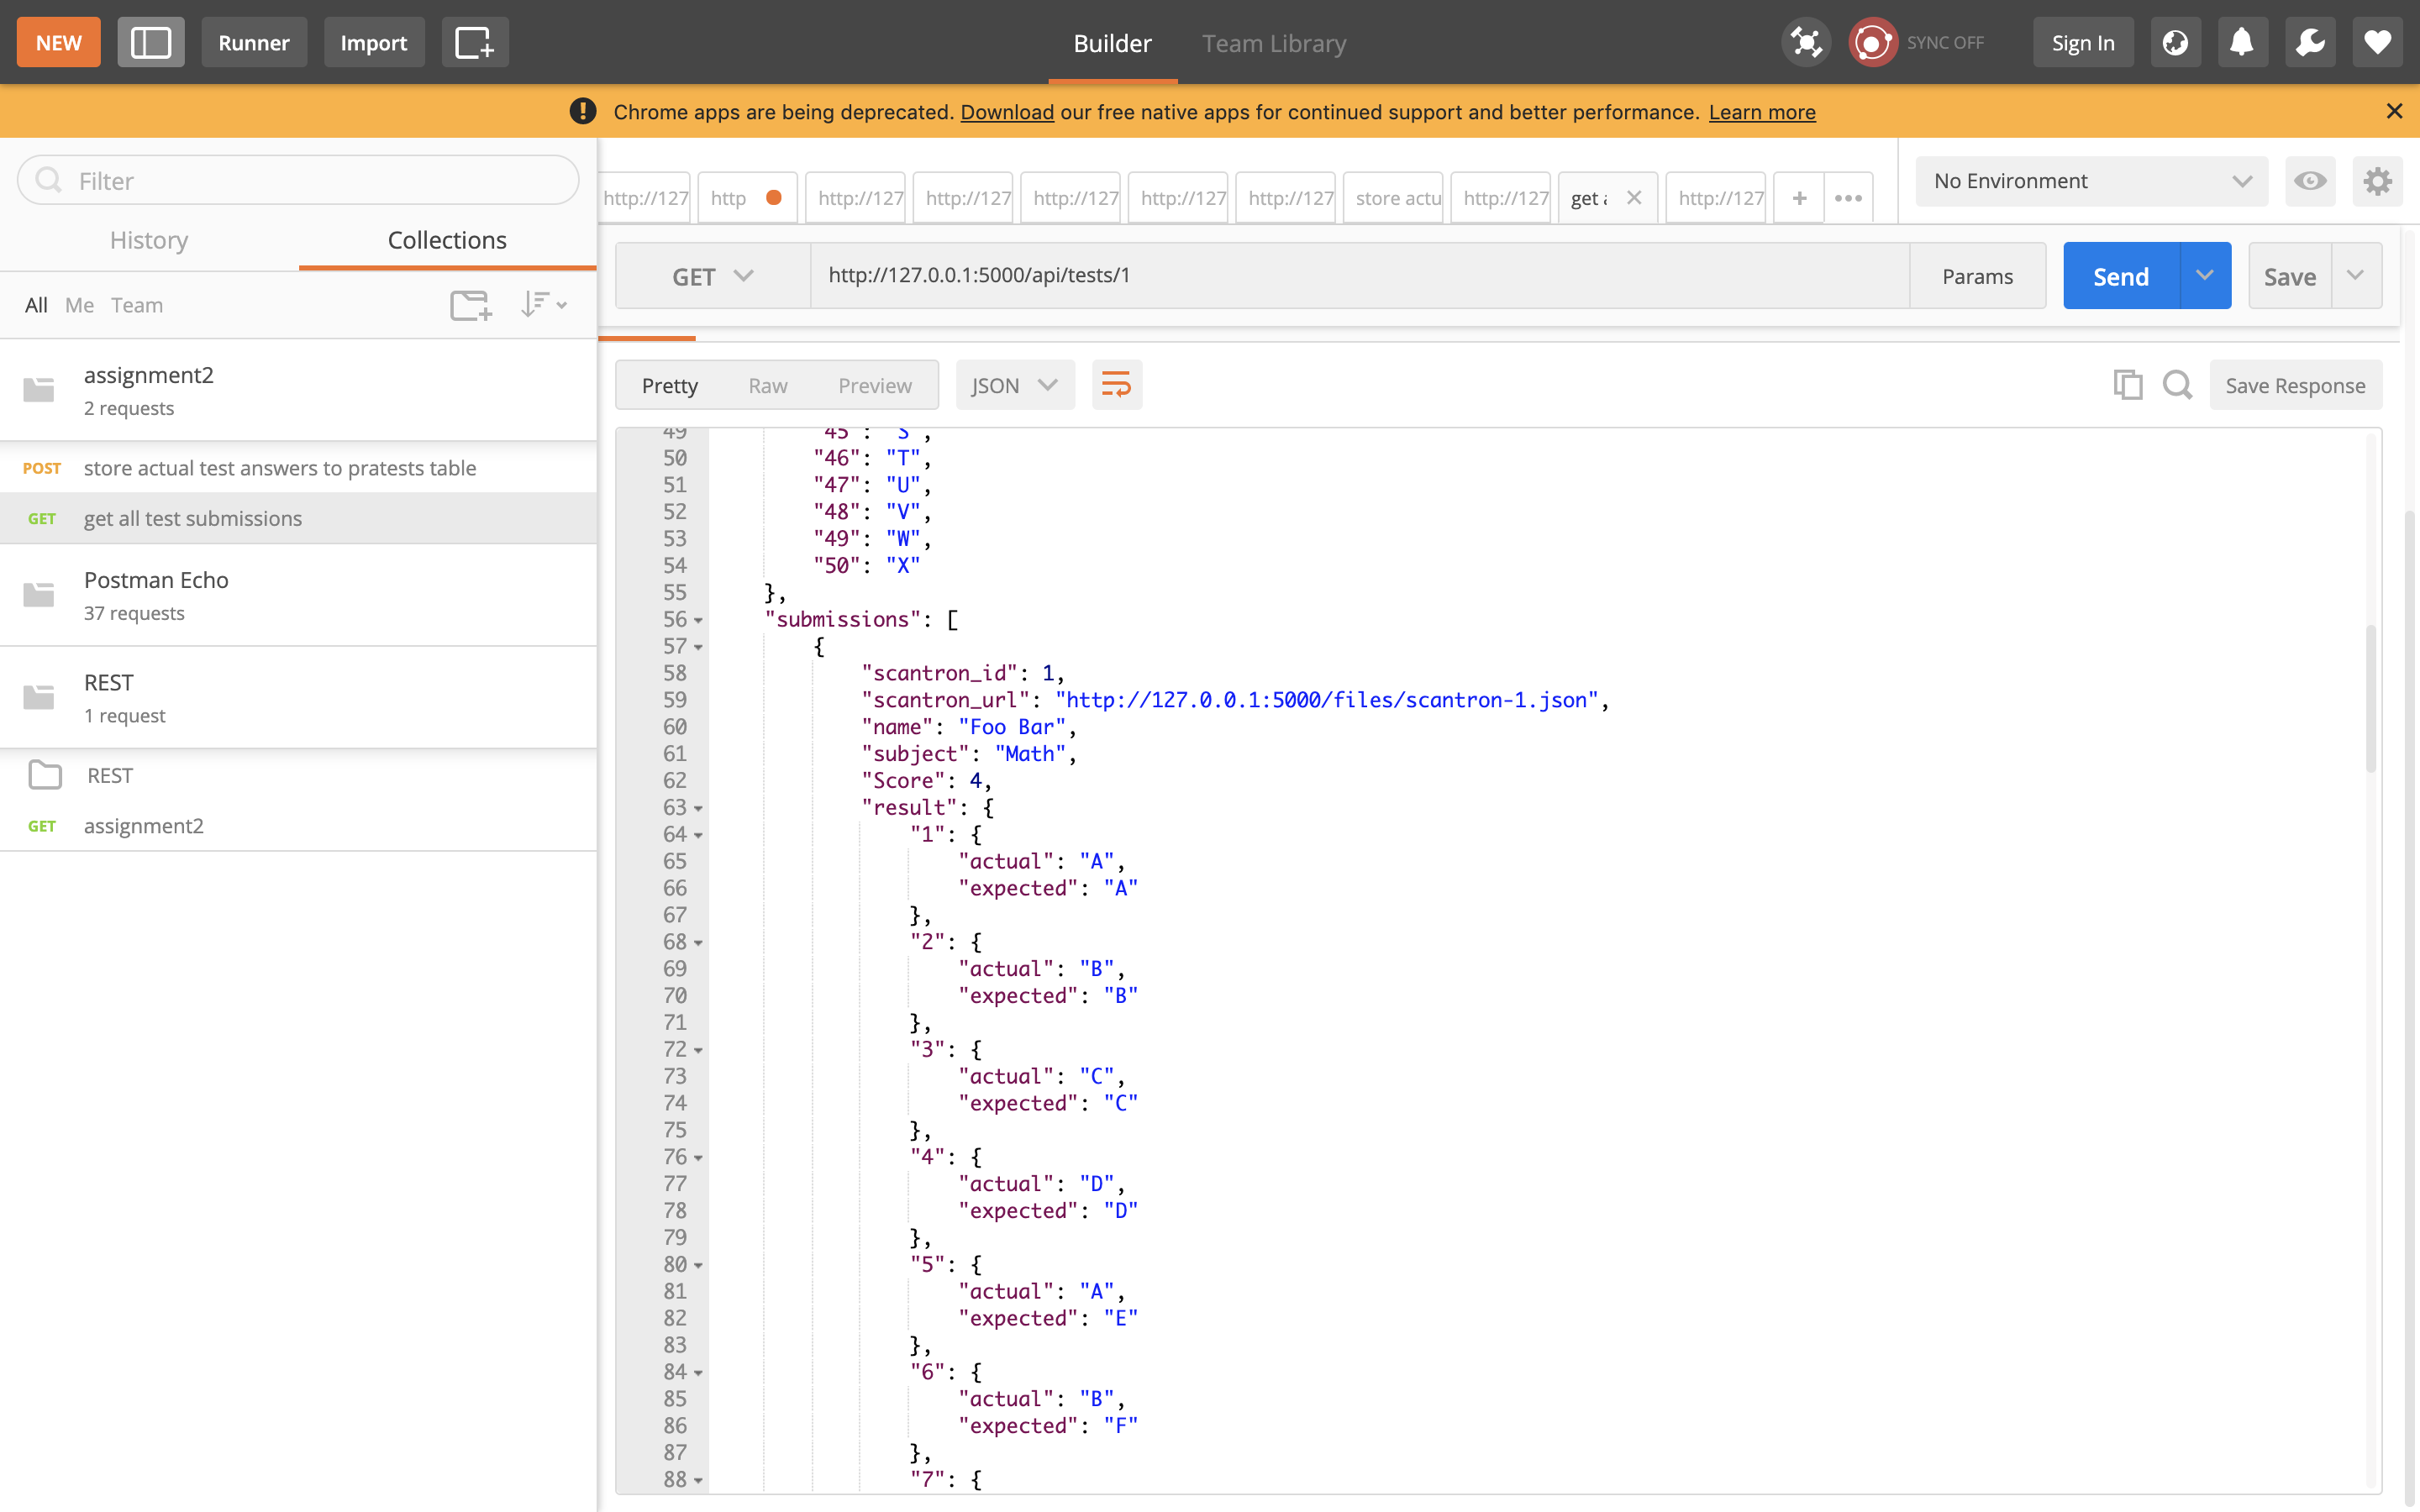 NEW Runner Import Builder Team Library SYNC OFF Sign In
Chrome apps are being deprecated. Download our free native apps for continued support and better performance. Learn more
Filter
History Collections
All Me Team
assignment2
2 requests
POST store actual test answers to pratests table
GET get all test submissions
Postman Echo
37 requests
REST
1 request
REST
GET assignment2
http://127 http http://127 http://127 http://127 http://127 http://127 store actu http://127 get http://127 + •••
No Environment
GET http://127.0.0.1:5000/api/tests/1 Params Send Save
Pretty Raw Preview JSON Save Response
49 "45": "S",
50 "46": "T",
51 "47": "U",
52 "48": "V",
53 "49": "W",
54 "50": "X"
55 },
56 "submissions": [
57 {
58 "scantron_id": 1,
59 "scantron_url": "http://127.0.0.1:5000/files/scantron-1.json",
60 "name": "Foo Bar",
61 "subject": "Math",
62 "Score": 4,
63 "result": {
64 "1": {
65 "actual": "A",
66 "expected": "A"
67 },
68 "2": {
69 "actual": "B",
70 "expected": "B"
71 },
72 "3": {
73 "actual": "C",
74 "expected": "C"
75 },
76 "4": {
77 "actual": "D",
78 "expected": "D"
79 },
80 "5": {
81 "actual": "A",
82 "expected": "E"
83 },
84 "6": {
85 "actual": "B",
86 "expected": "F"
87 },
88 "7": {